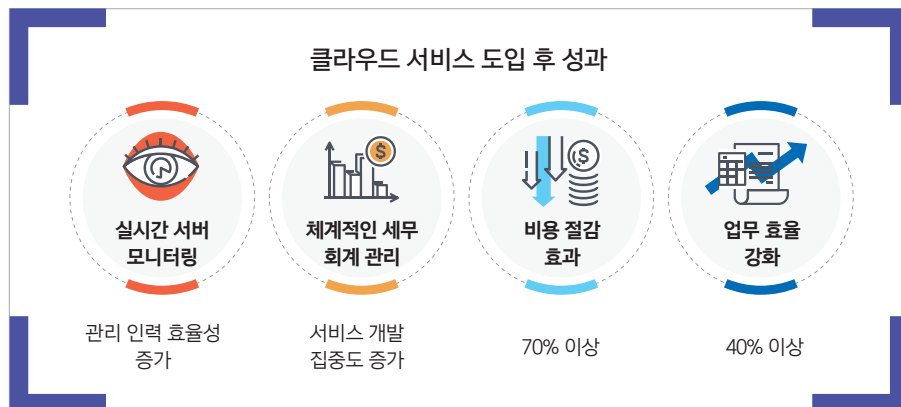 클라우드 서비스 도입 후 성과
실시간 서버
모니터링
체계적인 세무
회계 관리
비용 절감
효과
업무 효율
강화
관리 인력 효율성
증가
서비스 개발
집중도 증가
70% 이상
40% 이상